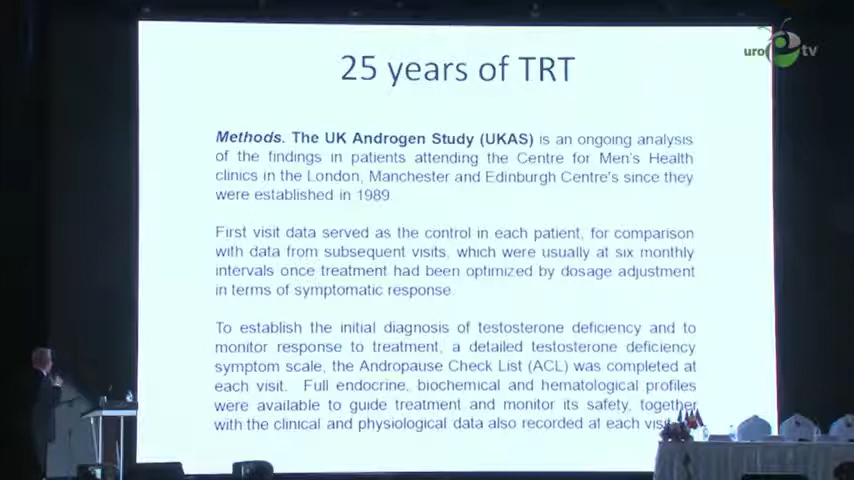 25 years of TRT
uro tv
Methods. The UK Androgen Study (UKAS) is an ongoing analysis
of the findings in patients attending the Centre for Men's Health
clinics in the London, Manchester and Edinburgh Centre's since they
were established in 1989.
First visit data served as the control in each patient, for comparison
with data from subsequent visits, which were usually at six monthly
intervals once treatment had been optimized by dosage adjustment
in terms of symptomatic response.
To establish the initial diagnosis of testosterone deficiency and to
monitor response to treatment, a detailed testosterone deficiency
symptom scale, the Andropause Check List (ACL) was completed at
each visit. Full endocrine, biochemical and hematological profiles
were available to guide treatment and monitor its safety, together
with the clinical and physiological data also recorded at each